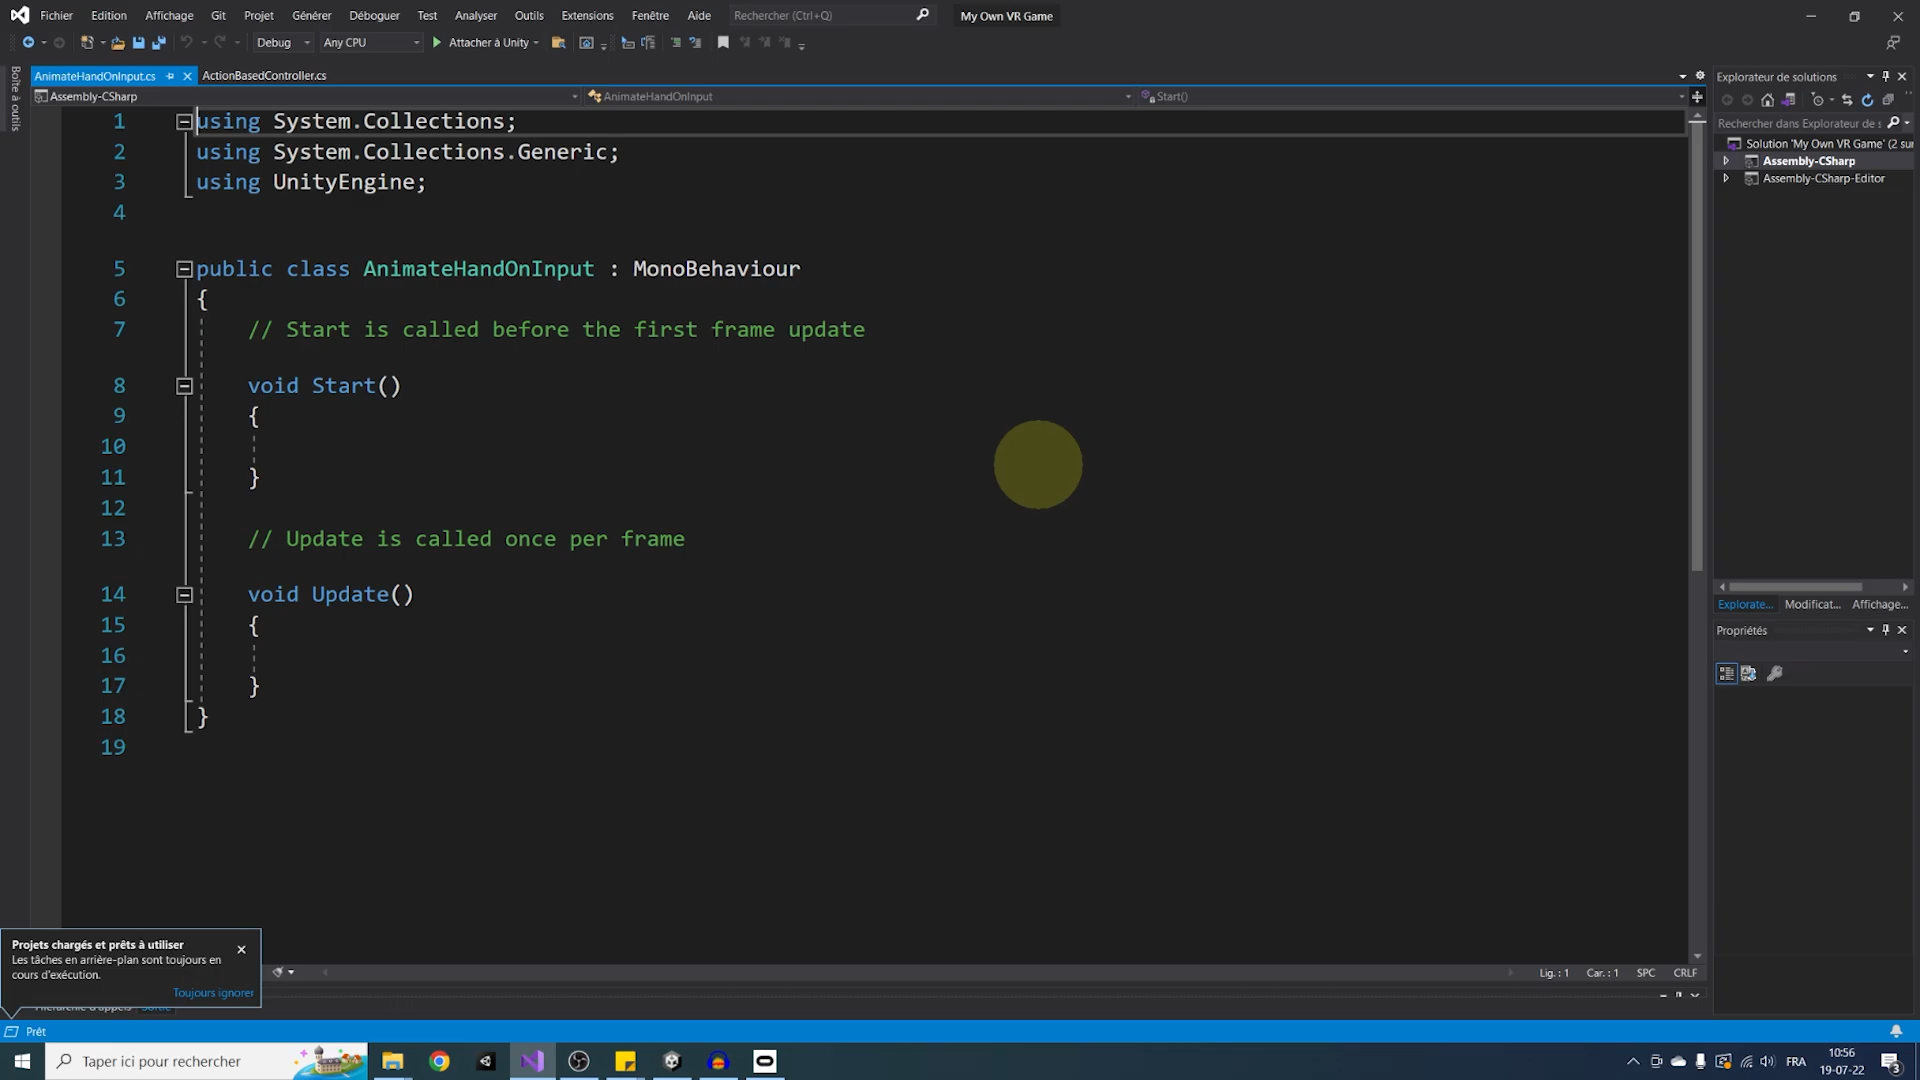 Fichier Edition Affichage Git Projet Générer Déboguer Test Analyser Outils Extensions Fenêtre Aide Rechercher (Ctrl+Q) My Own VR Game
Debug Any CPU Attacher à Unity
Boîte à outils
AnimateHandOnInput.cs ActionBasedController.cs
Assembly-CSharp AnimateHandOnInput Start()
1 using System.Collections;
2 using System.Collections.Generic;
3 using UnityEngine;
4
5 public class AnimateHandOnInput : MonoBehaviour
6 {
7 // Start is called before the first frame update
8 void Start()
9 {
10
11 }
12
13 // Update is called once per frame
14 void Update()
15 {
16
17 }
18 }
19
Explorateur de solutions
Rechercher dans Explorateur de s
Solution 'My Own VR Game' (2 sur
Assembly-CSharp
Assembly-CSharp-Editor
Explorate... Modificat... Affichage...
Propriétés
Projets chargés et prêts à utiliser
Les tâches en arrière-plan sont toujours en
cours d'exécution.
Toujours ignorer
Lig. : 1 Car. : 1 SPC CRLF
Hiérarchie d'appels Sortie
Prêt
Taper ici pour rechercher
FRA
10:56
19-07-22
3